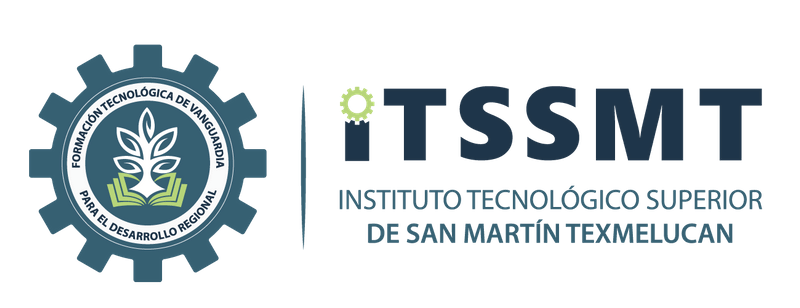 FORMACIÓN TECNOLÓGICA DE VANGUARDIA
PARA EL DESARROLLO REGIONAL
iTSSMT
INSTITUTO TECNOLÓGICO SUPERIOR
DE SAN MARTÍN TEXMELUCAN